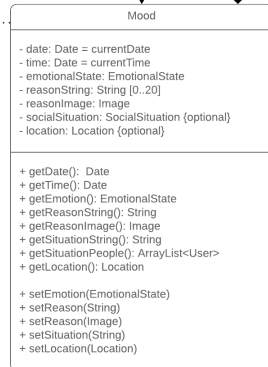 Mood
- date: Date = currentDate
- time: Date = currentTime
- emotionalState: EmotionalState
- reasonString: String [0..20]
- reasonImage: Image
- socialSituation: SocialSituation {optional}
- location: Location {optional}
+ getDate(): Date
+ getTime(): Date
+ getEmotion(): EmotionalState
+ getReasonString(): String
+ getReasonImage(): Image
+ getSituationString(): String
+ getSituationPeople(): ArrayList<User>
+ getLocation(): Location
+ setEmotion(EmotionalState)
+ setReason(String)
+ setReason(Image)
+ setSituation(String)
+ setLocation(Location)